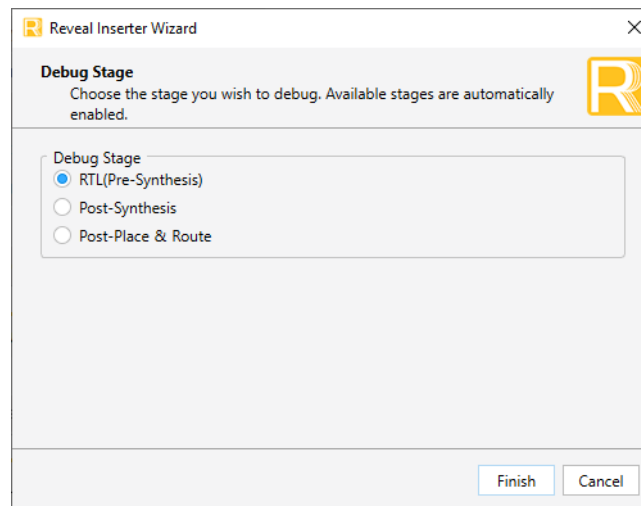 Reveal Inserter Wizard
Debug Stage
Choose the stage you wish to debug. Available stages are automatically
enabled.
Debug Stage
RTL(Pre-Synthesis)
Post-Synthesis
Post-Place & Route
Finish Cancel